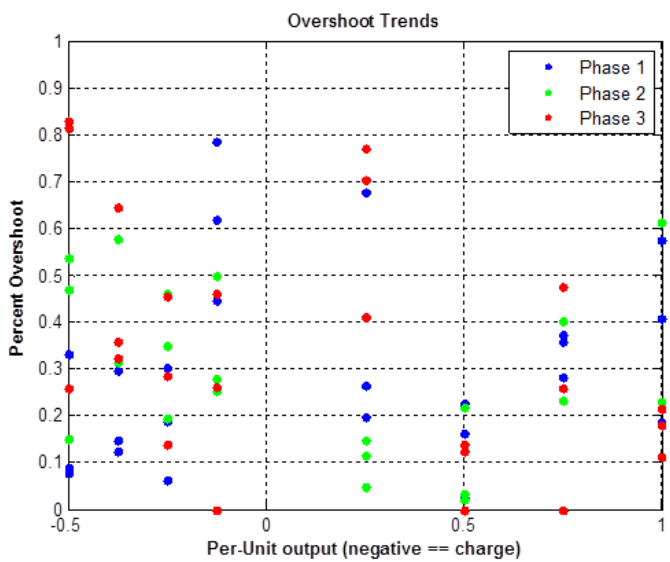 Overshoot Trends
1
0.9
0.8
0.7
0.6
0.5
0.4
0.3
0.2
0.1
0
Percent Overshoot
Phase 1
Phase 2
Phase 3
-0.5
0
0.5
1
Per-Unit output (negative == charge)